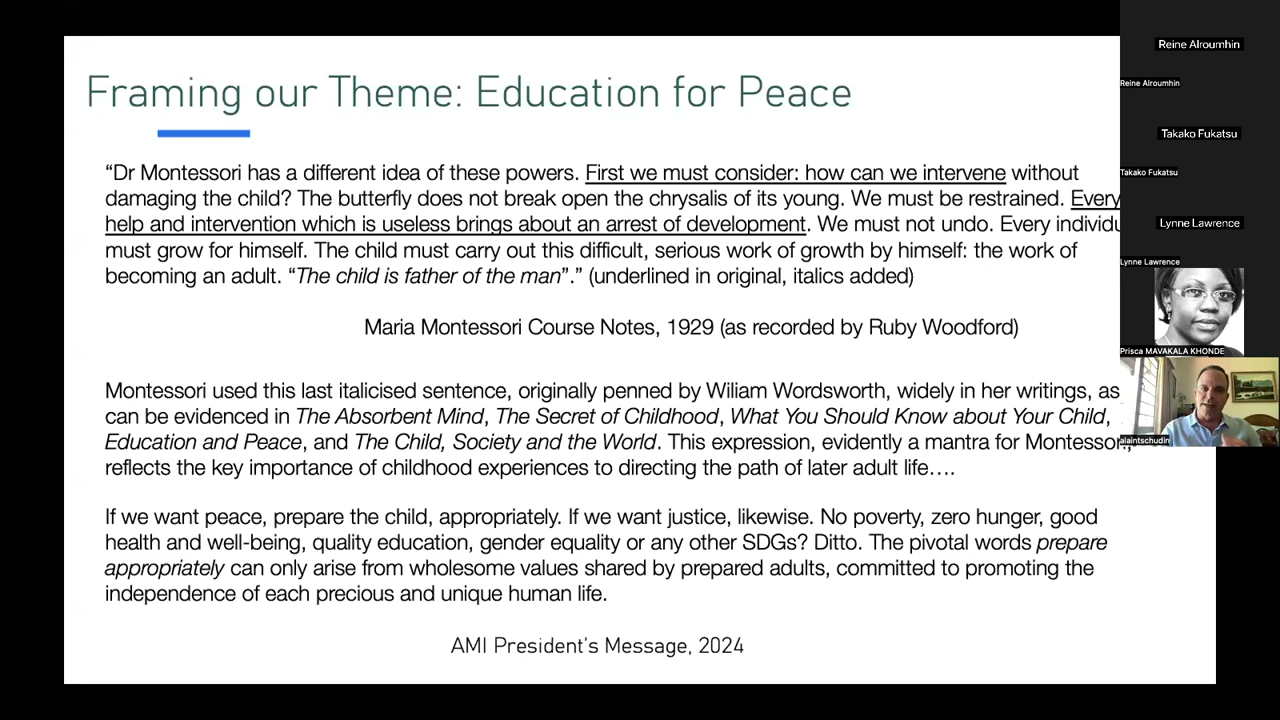 Framing our Theme: Education for Peace
“Dr Montessori has a different idea of these powers. First we must consider: how can we intervene without
damaging the child? The butterfly does not break open the chrysalis of its young. We must be restrained. Every
help and intervention which is useless brings about an arrest of development. We must not undo. Every individu
must grow for himself. The child must carry out this difficult, serious work of growth by himself: the work of
becoming an adult. “The child is father of the man”.” (underlined in original, italics added)
Maria Montessori Course Notes, 1929 (as recorded by Ruby Woodford)
Montessori used this last italicised sentence, originally penned by Wiliam Wordsworth, widely in her writings, as
can be evidenced in The Absorbent Mind, The Secret of Childhood, What You Should Know about Your Child,
Education and Peace, and The Child, Society and the World. This expression, evidently a mantra for Montessori,
reflects the key importance of childhood experiences to directing the path of later adult life….
If we want peace, prepare the child, appropriately. If we want justice, likewise. No poverty, zero hunger, good
health and well-being, quality education, gender equality or any other SDGs? Ditto. The pivotal words prepare
appropriately can only arise from wholesome values shared by prepared adults, committed to promoting the
independence of each precious and unique human life.
AMI President’s Message, 2024
Reine Alroumhin
Reine Alroumhin
Takako Fukatsu
Takako Fukatsu
Lynne Lawrence
Lynne Lawrence
Prisca MAVAKALA KHONDE
alaintschudin